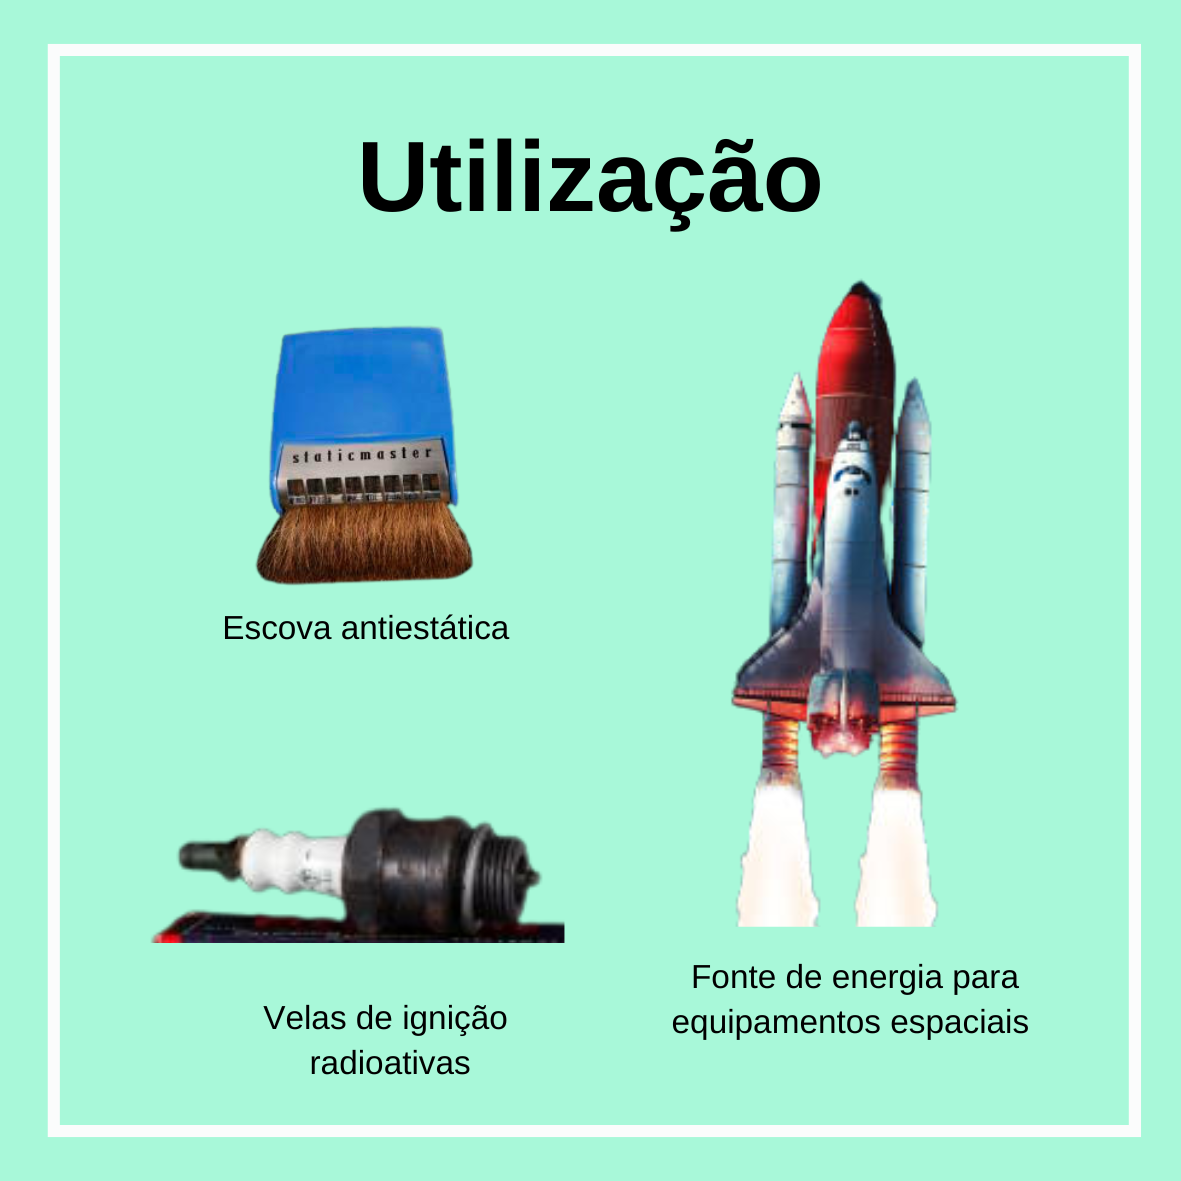 Utilização
staticmaster
Escova antiestática
Velas de ignição
radioativas
Fonte de energia para
equipamentos espaciais